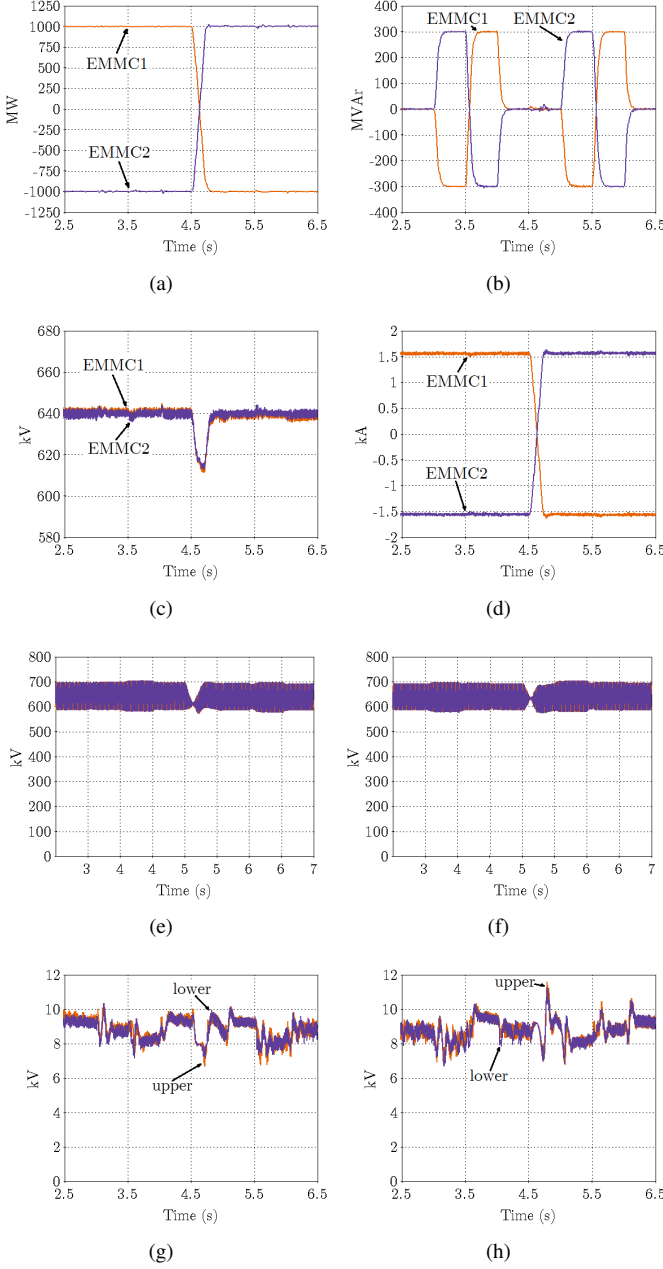 1250
1000
750
500
250
0
-250
-500
-750
-1000
-1250
MW
EMMC1
EMMC2
2.5 3.5 4.5 5.5 6.5
Time (s)
(a)
400
300
200
100
0
-100
-200
-300
-400
MVAr
EMMC1 EMMC2
2.5 3.5 4.5 5.5 6.5
Time (s)
(b)
680
660
640
620
600
580
kV
EMMC1
EMMC2
2.5 3.5 4.5 5.5 6.5
Time (s)
(c)
2
1.5
1
0.5
0
-0.5
-1
-1.5
-2
kA
EMMC1
EMMC2
2.5 3.5 4.5 5.5 6.5
Time (s)
(d)
800
700
600
500
400
300
200
100
0
kV
3 4 4 5 5 6 6 7
Time (s)
(e)
800
700
600
500
400
300
200
100
0
kV
3 4 4 5 5 6 6 7
Time (s)
(f)
12
10
8
6
4
2
0
kV
lower
upper
2.5 3.5 4.5 5.5 6.5
Time (s)
(g)
12
10
8
6
4
2
0
kV
upper
lower
2.5 3.5 4.5 5.5 6.5
Time (s)
(h)